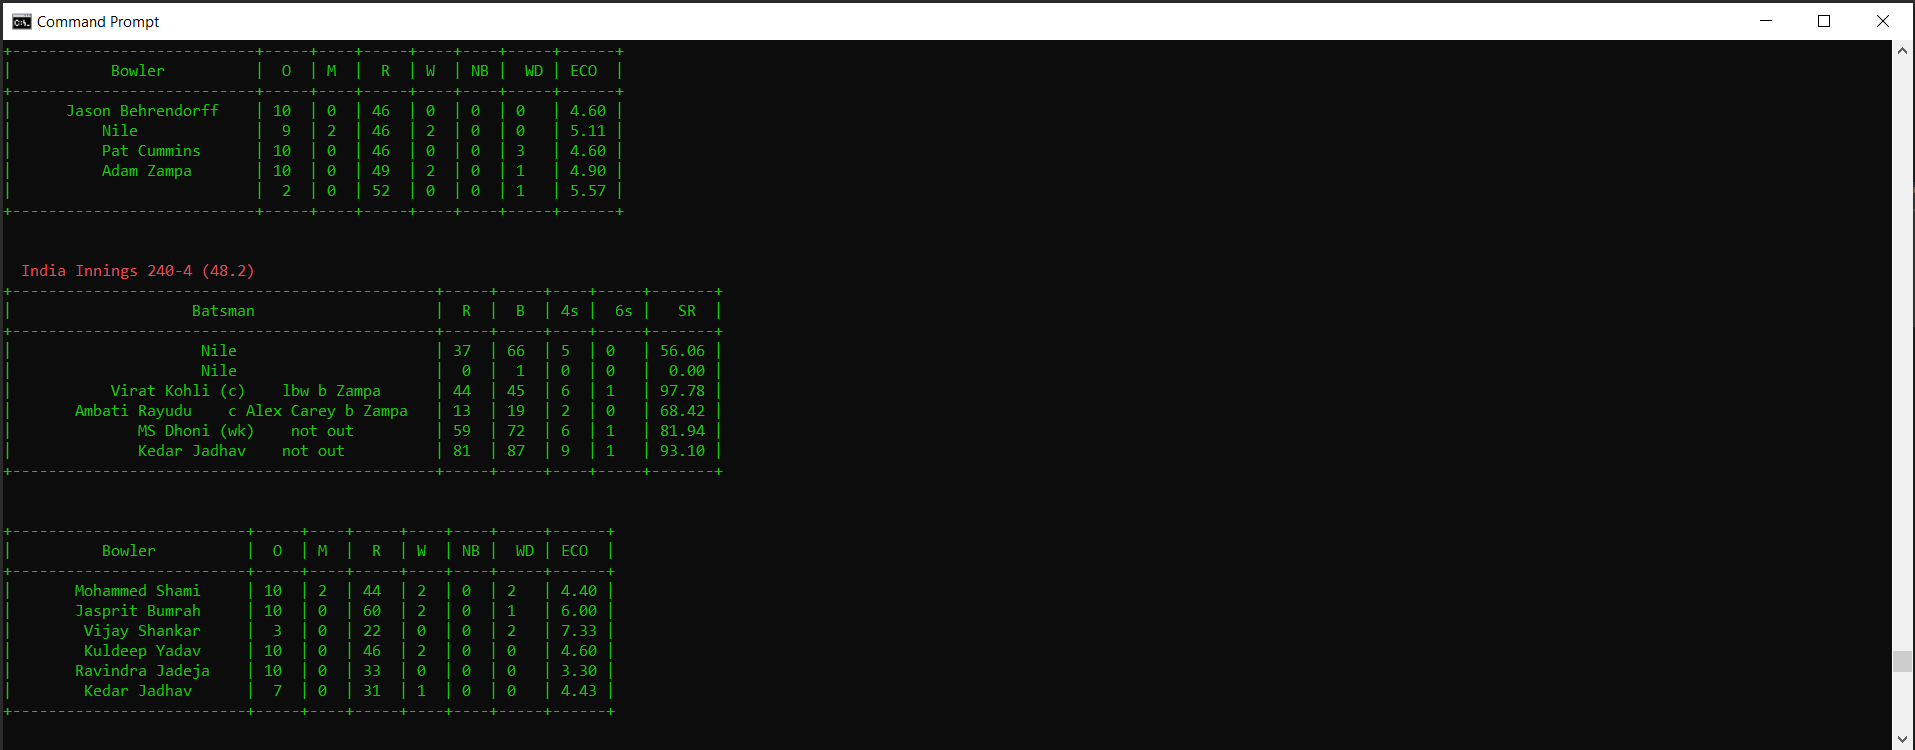 Command Prompt
+---------------------------+-----+----+-----+----+----+-----+------+
|           Bowler          |  O  | M  |  R  | W  | NB |  WD | ECO  |
+---------------------------+-----+----+-----+----+----+-----+------+
|      Jason Behrendorff    | 10  | 0  | 46  | 0  | 0  | 0   | 4.60 |
|          Nile             |  9  | 2  | 46  | 2  | 0  | 0   | 5.11 |
|          Pat Cummins      | 10  | 0  | 46  | 0  | 0  | 3   | 4.60 |
|          Adam Zampa       | 10  | 0  | 49  | 2  | 0  | 1   | 4.90 |
|                           |  2  | 0  | 52  | 0  | 0  | 1   | 5.57 |
+---------------------------+-----+----+-----+----+----+-----+------+
India Innings 240-4 (48.2)
+-----------------------------------------------+-----+-----+----+-----+-------+
|                    Batsman                    |  R  |  B  | 4s |  6s |   SR  |
+-----------------------------------------------+-----+-----+----+-----+-------+
|                     Nile                      | 37  | 66  | 5  | 0   | 56.06 |
|                     Nile                      |  0  |  1  | 0  | 0   |  0.00 |
|           Virat Kohli (c)    lbw b Zampa      | 44  | 45  | 6  | 1   | 97.78 |
|       Ambati Rayudu    c Alex Carey b Zampa   | 13  | 19  | 2  | 0   | 68.42 |
|              MS Dhoni (wk)    not out         | 59  | 72  | 6  | 1   | 81.94 |
|              Kedar Jadhav    not out          | 81  | 87  | 9  | 1   | 93.10 |
+-----------------------------------------------+-----+-----+----+-----+-------+
+--------------------------+-----+----+-----+----+----+-----+------+
|          Bowler          |  O  | M  |  R  | W  | NB |  WD | ECO  |
+--------------------------+-----+----+-----+----+----+-----+------+
|       Mohammed Shami     | 10  | 2  | 44  | 2  | 0  | 2   | 4.40 |
|       Jasprit Bumrah     | 10  | 0  | 60  | 2  | 0  | 1   | 6.00 |
|        Vijay Shankar     |  3  | 0  | 22  | 0  | 0  | 2   | 7.33 |
|        Kuldeep Yadav     | 10  | 0  | 46  | 2  | 0  | 0   | 4.60 |
|       Ravindra Jadeja    | 10  | 0  | 33  | 0  | 0  | 0   | 3.30 |
|        Kedar Jadhav      |  7  | 0  | 31  | 1  | 0  | 0   | 4.43 |
+--------------------------+-----+----+-----+----+----+-----+------+